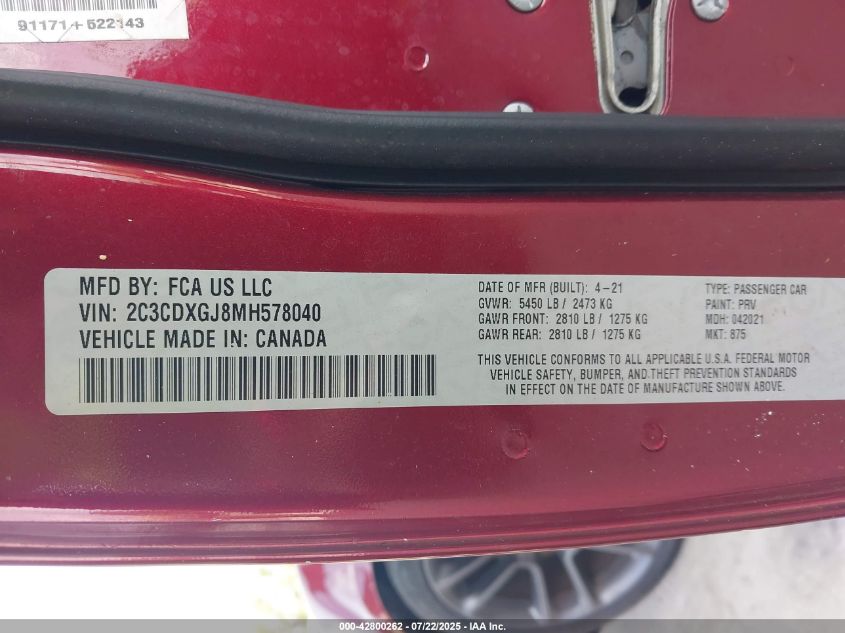 91171+522143
MFD BY: FCA US LLC
VIN: 2C3CDXGJ8MH578040
VEHICLE MADE IN: CANADA
DATE OF MFR (BUILT): 4-21
GVWR: 5450 LB / 2473 KG
GAWR FRONT: 2810 LB / 1275 KG
GAWR REAR: 2810 LB / 1275 KG
TYPE: PASSENGER CAR
PAINT: PRV
MDH: 042021
MKT: 875
THIS VEHICLE CONFORMS TO ALL APPLICABLE U.S.A. FEDERAL MOTOR
VEHICLE SAFETY, BUMPER, AND THEFT PREVENTION STANDARDS
IN EFFECT ON THE DATE OF MANUFACTURE SHOWN ABOVE.
000-42800262 - 07/22/2025 - IAA Inc.